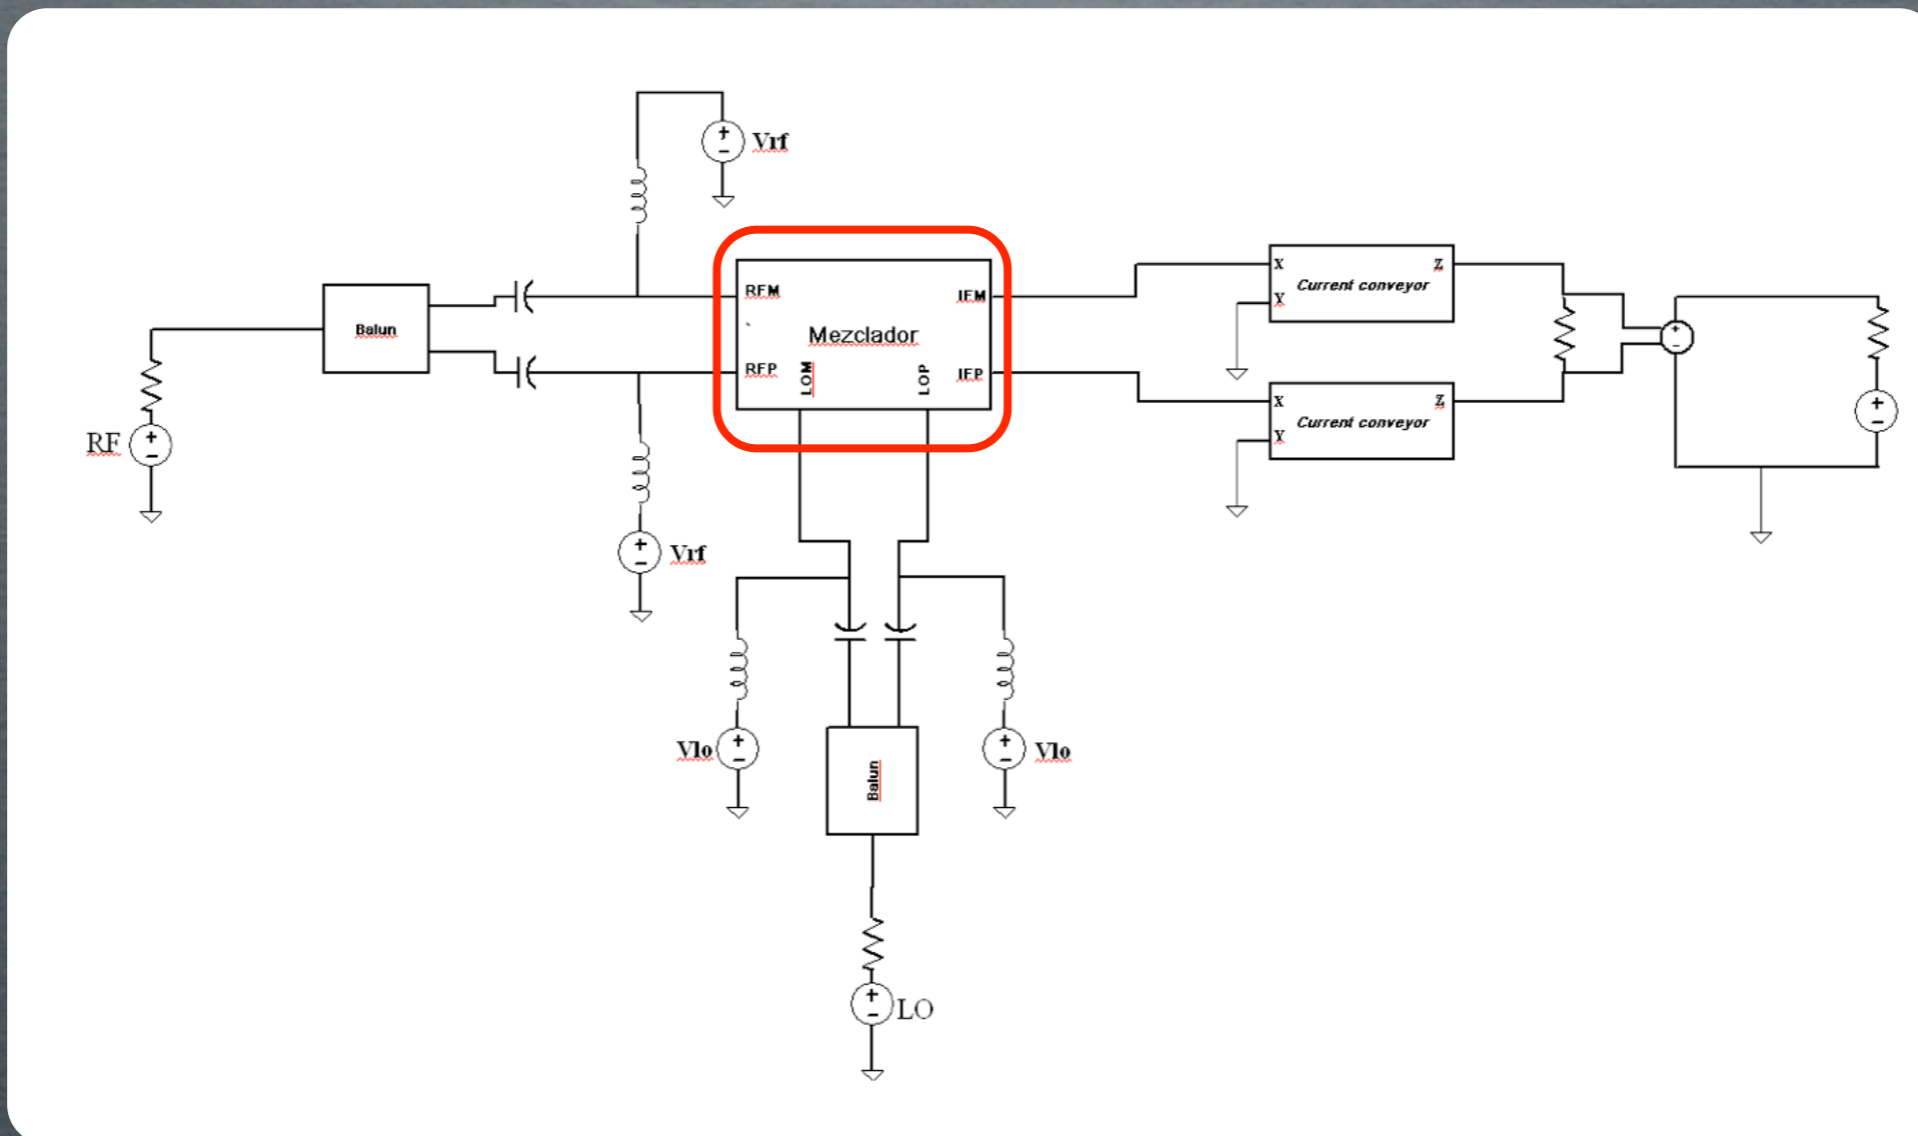 +
−
Vrf
RFM
IFM
Mezclador
RFP
LOM
LOP
IFP
Balun
X
Z
Current conveyor
Y
+
−
X
Z
Current conveyor
Y
RF
+
−
+
−
+
−
Vrf
Vlo
+
−
+
−
Vlo
Balun
+
−
LO